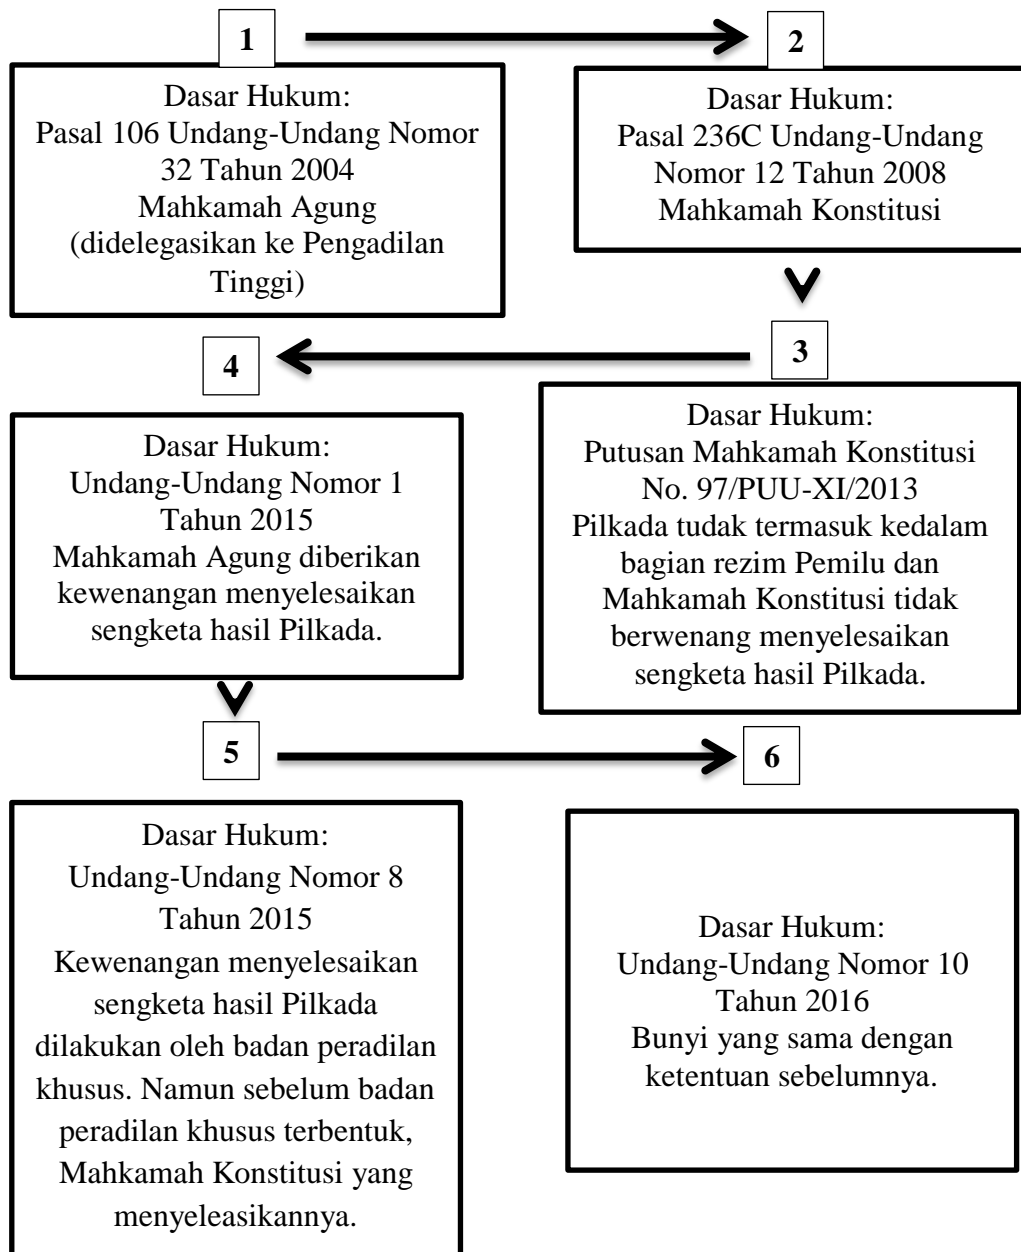 1
Dasar Hukum:
Pasal 106 Undang-Undang Nomor
32 Tahun 2004
Mahkamah Agung
(didelegasikan ke Pengadilan
Tinggi)
2
Dasar Hukum:
Pasal 236C Undang-Undang
Nomor 12 Tahun 2008
Mahkamah Konstitusi
3
Dasar Hukum:
Putusan Mahkamah Konstitusi
No. 97/PUU-XI/2013
Pilkada tudak termasuk kedalam
bagian rezim Pemilu dan
Mahkamah Konstitusi tidak
berwenang menyelesaikan
sengketa hasil Pilkada.
4
Dasar Hukum:
Undang-Undang Nomor 1
Tahun 2015
Mahkamah Agung diberikan
kewenangan menyelesaikan
sengketa hasil Pilkada.
5
Dasar Hukum:
Undang-Undang Nomor 8
Tahun 2015
Kewenangan menyelesaikan
sengketa hasil Pilkada
dilakukan oleh badan peradilan
khusus. Namun sebelum badan
peradilan khusus terbentuk,
Mahkamah Konstitusi yang
menyeleasikannya.
6
Dasar Hukum:
Undang-Undang Nomor 10
Tahun 2016
Bunyi yang sama dengan
ketentuan sebelumnya.